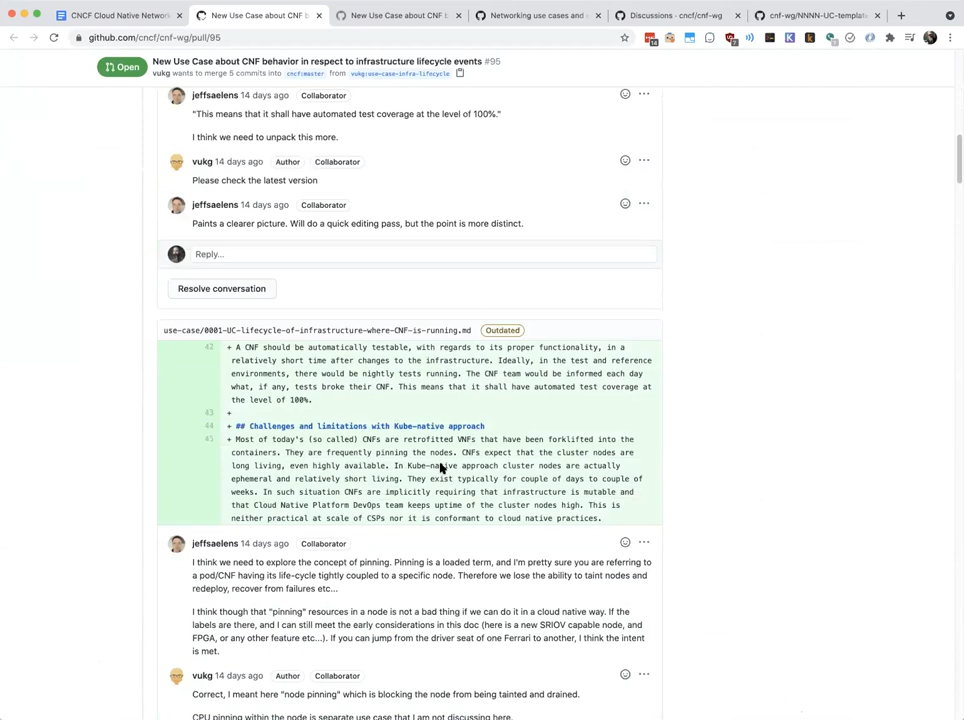 CNCF Cloud Native Network
New Use Case about CNF b
New Use Case about CNF b
Networking use cases and
Discussions · cncf/cnf-wg
cnf-wg/NNNN-UC-template
github.com/cncf/cnf-wg/pull/95
Open
New Use Case about CNF behavior in respect to infrastructure lifecycle events #95
vukg wants to merge 5 commits into cncf:master from vukg:use-case-infra-lifecycle
jeffsaelens 14 days ago Collaborator
"This means that it shall have automated test coverage at the level of 100%."
I think we need to unpack this more.
vukg 14 days ago Author Collaborator
Please check the latest version
jeffsaelens 14 days ago Collaborator
Paints a clearer picture. Will do a quick editing pass, but the point is more distinct.
Reply...
Resolve conversation
use-case/0001-UC-lifecycle-of-infrastructure-where-CNF-is-running.md Outdated
42 + A CNF should be automatically testable, with regards to its proper functionality, in a
relatively short time after changes to the infrastructure. Ideally, in the test and reference
environments, there would be nightly tests running. The CNF team would be informed each day
what, if any, tests broke their CNF. This means that it shall have automated test coverage at
the level of 100%.
43 +
44 + ## Challenges and limitations with Kube-native approach
45 + Most of today's (so called) CNFs are retrofitted VNFs that have been forklifted into the
containers. They are frequently pinning the nodes. CNFs expect that the cluster nodes are
long living, even highly available. In Kube-native approach cluster nodes are actually
ephemeral and relatively short living. They exist typically for couple of days to couple of
weeks. In such situation CNFs are implicitly requiring that infrastructure is mutable and
that Cloud Native Platform DevOps team keeps uptime of the cluster nodes high. This is
neither practical at scale of CSPs nor it is conformant to cloud native practices.
jeffsaelens 14 days ago Collaborator
I think we need to explore the concept of pinning. Pinning is a loaded term, and I'm pretty sure you are referring to
a pod/CNF having its life-cycle tightly coupled to a specific node. Therefore we lose the ability to taint nodes and
redeploy, recover from failures etc...
I think though that "pinning" resources in a node is not a bad thing if we can do it in a cloud native way. If the
labels are there, and I can still meet the early considerations in this doc (here is a new SRIOV capable node, and
FPGA, or any other feature etc...). If you can jump from the driver seat of one Ferrari to another, I think the intent
is met.
vukg 14 days ago Author Collaborator
Correct, I meant here "node pinning" which is blocking the node from being tainted and drained.
CPU pinning within the node is separate use case that I am not discussing here.